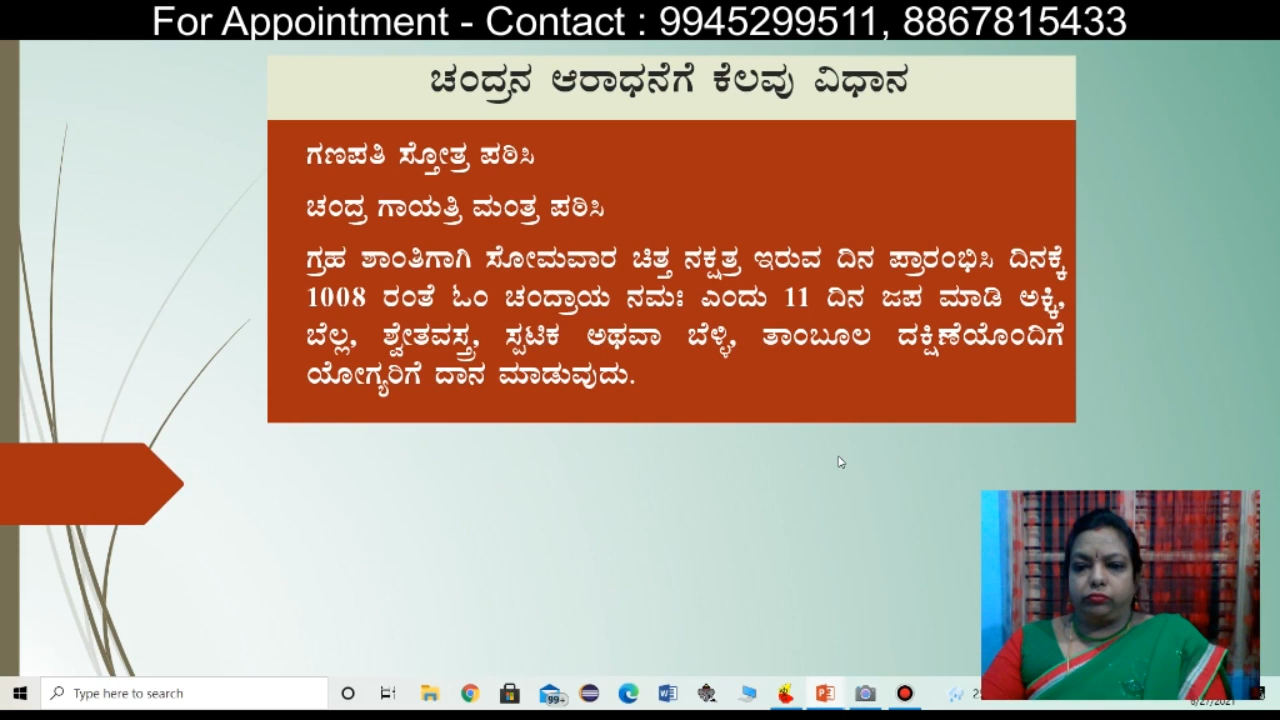 For Appointment - Contact : 9945299511, 8867815433
ಚಂದ್ರನ ಆರಾಧನೆಗೆ ಕೆಲವು ವಿಧಾನ
ಗಣಪತಿ ಸ್ತೋತ್ರ ಪಠಿಸಿ
ಚಂದ್ರ ಗಾಯತ್ರಿ ಮಂತ್ರ ಪಠಿಸಿ
ಗ್ರಹ ಶಾಂತಿಗಾಗಿ ಸೋಮವಾರ ಚಿತ್ತ ನಕ್ಷತ್ರ ಇರುವ ದಿನ ಪ್ರಾರಂಭಿಸಿ ದಿನಕ್ಕೆ
1008 ರಂತೆ ಓಂ ಚಂದ್ರಾಯ ನಮಃ ಎಂದು 11 ದಿನ ಜಪ ಮಾಡಿ ಅಕ್ಕಿ,
ಬೆಲ್ಲ, ಶ್ವೇತವಸ್ತ್ರ, ಸ್ಪಟಿಕ ಅಥವಾ ಬೆಳ್ಳಿ, ತಾಂಬೂಲ ದಕ್ಷಿಣೆಯೊಂದಿಗೆ
ಯೋಗ್ಯರಿಗೆ ದಾನ ಮಾಡುವುದು.
Type here to search
99+